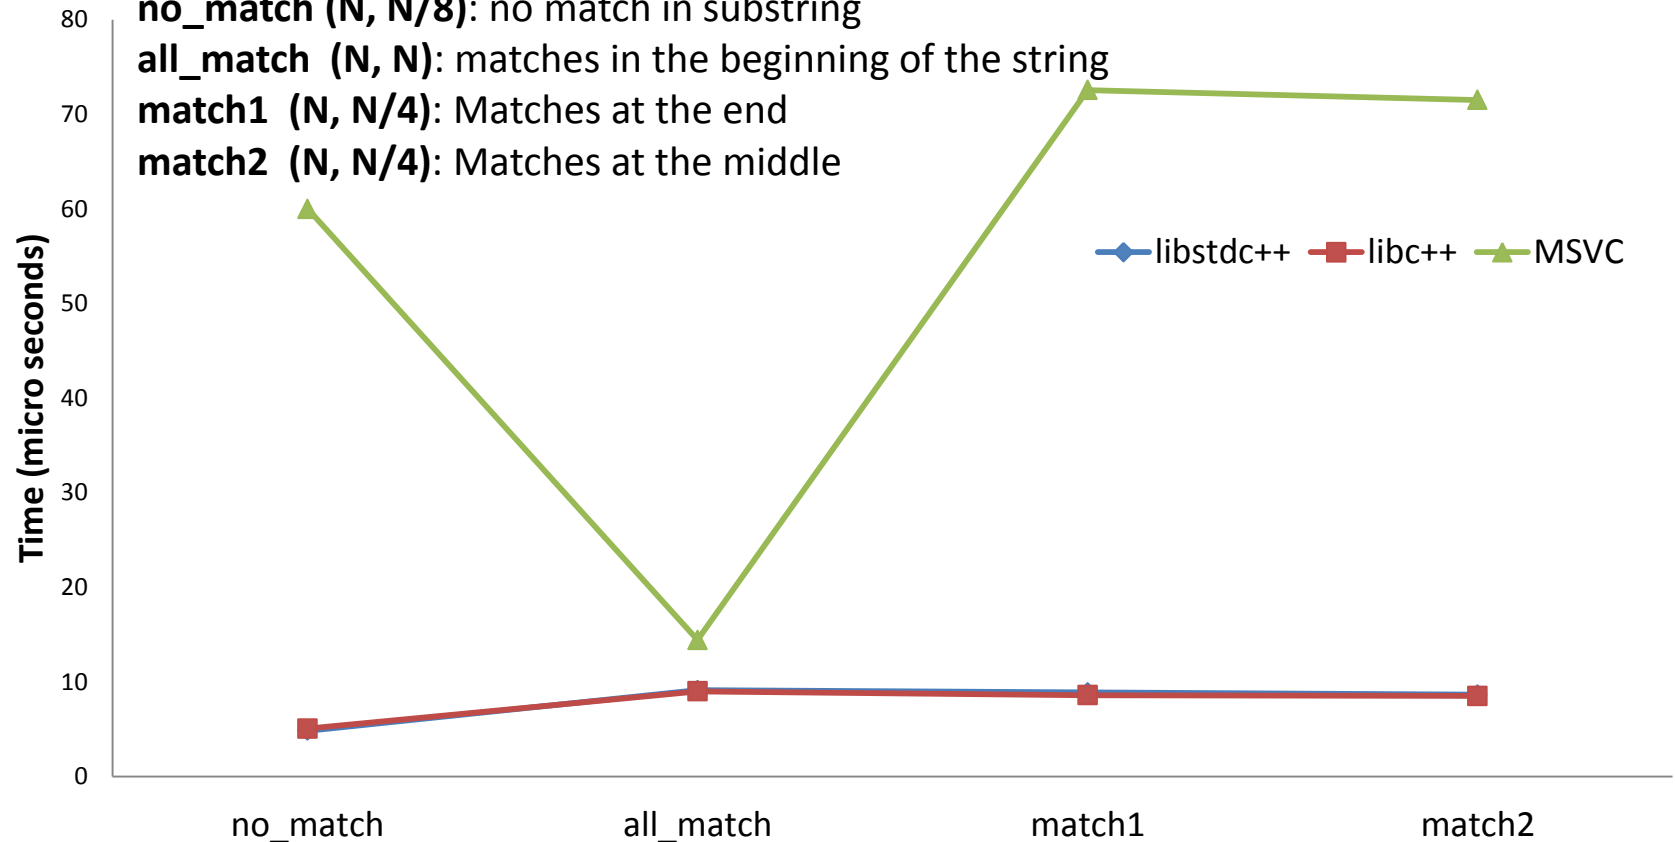 no_match (N, N/8): no match in substring
all_match (N, N): matches in the beginning of the string
match1 (N, N/4): Matches at the end
match2 (N, N/4): Matches at the middle
libstdc++ libc++ MSVC
Time (micro seconds)
80
70
60
50
40
30
20
10
0
no_match all_match match1 match2